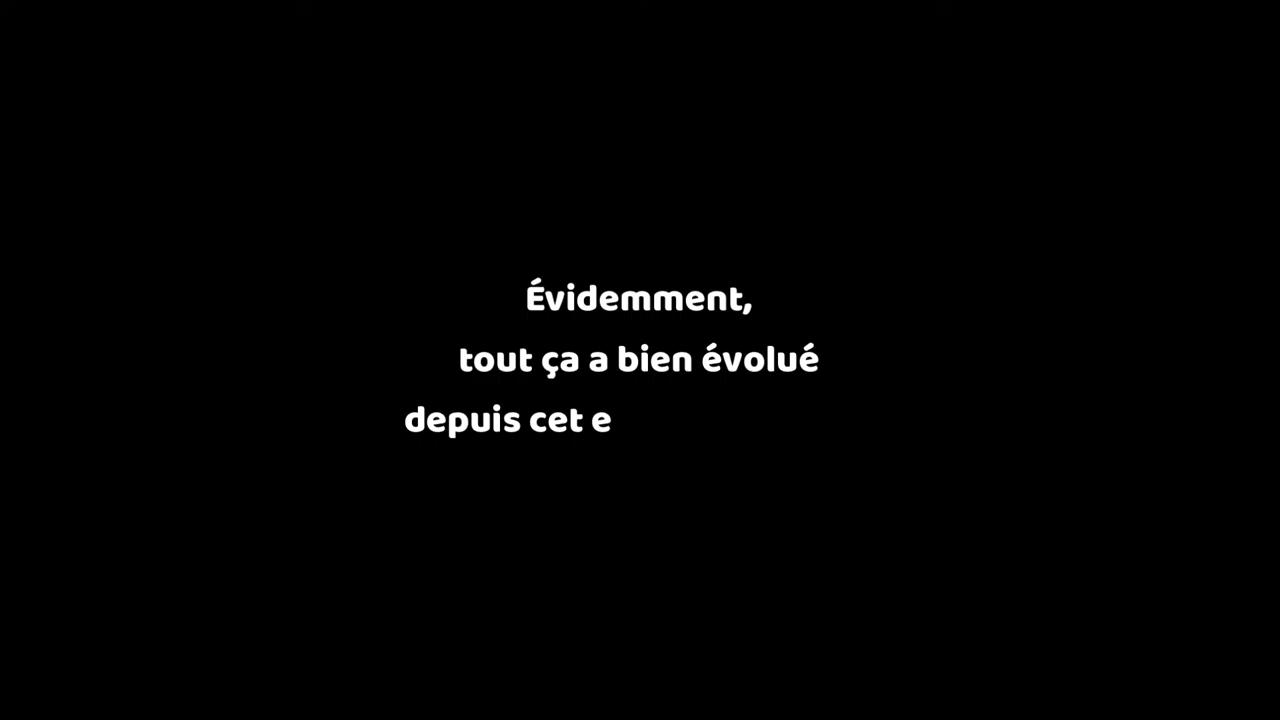 Évidemment,
tout ça a bien évolué
depuis cet e